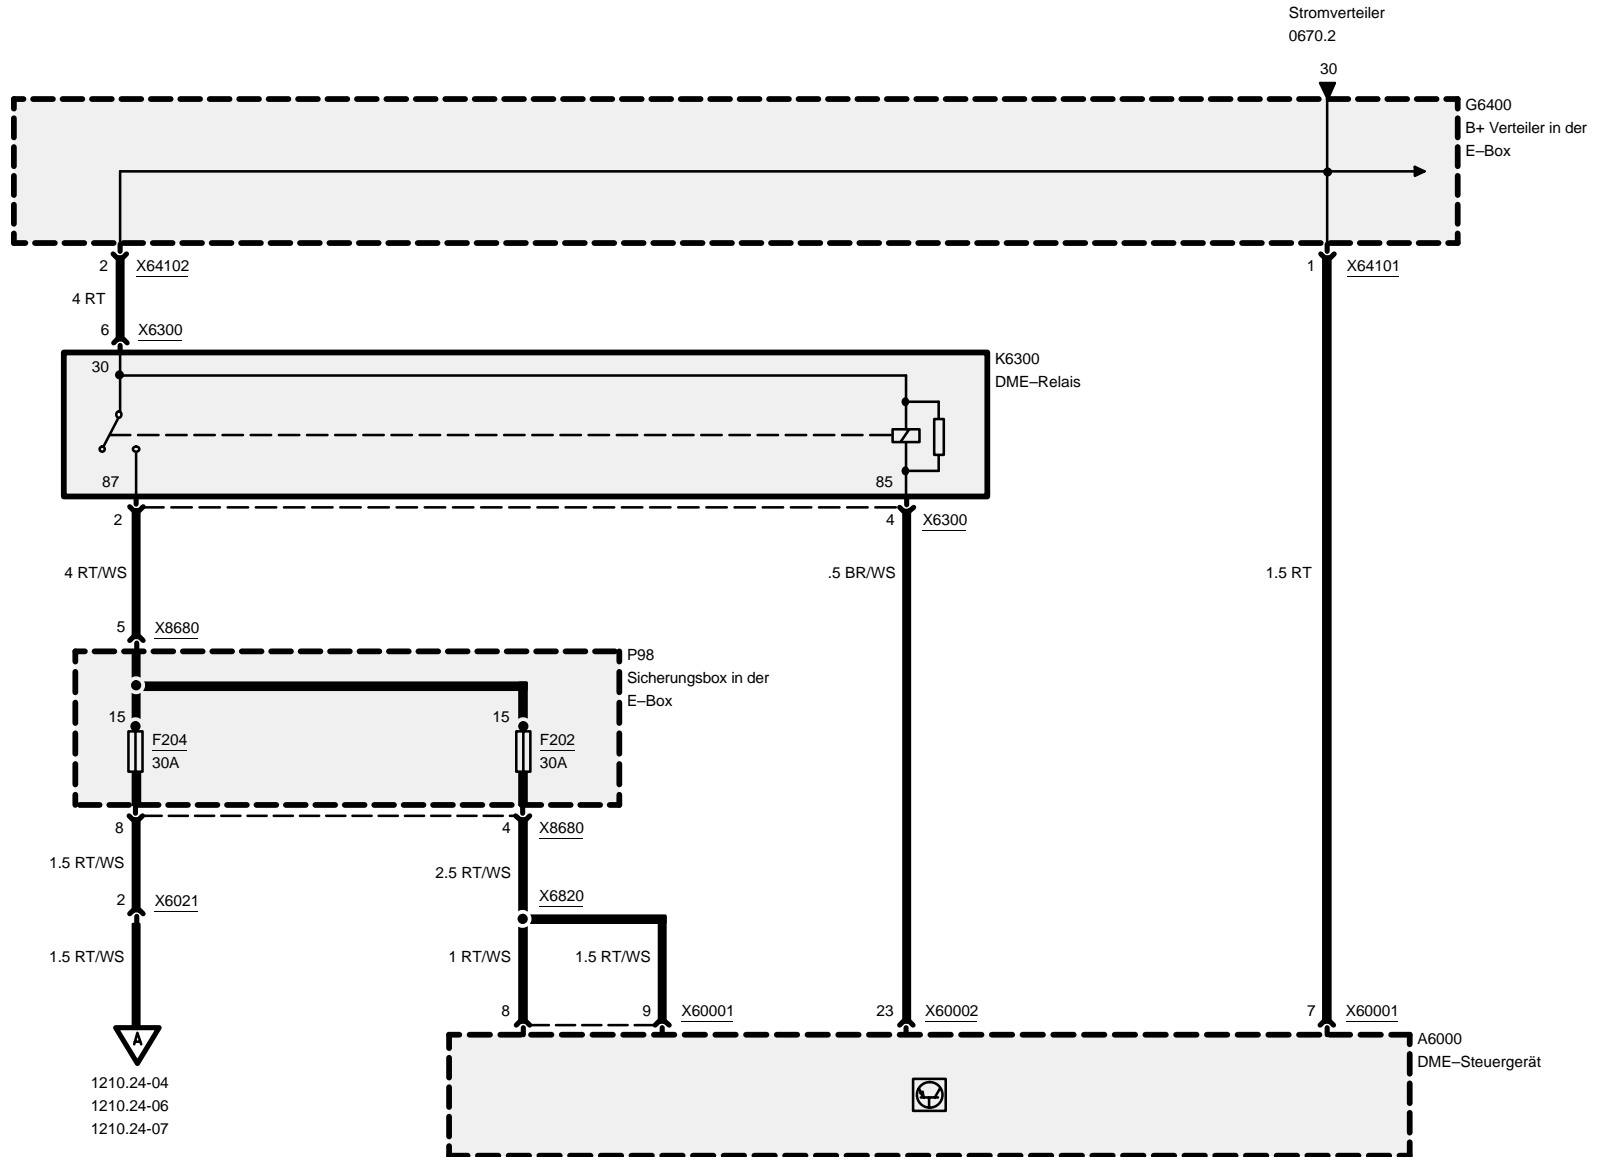 Stromverteiler
0670.2
30
G6400
B+ Verteiler in der
E–Box
2 X64102
1 X64101
4 RT
6 X6300
30
K6300
DME–Relais
87
85
2
4 X6300
4 RT/WS
.5 BR/WS
1.5 RT
5 X8680
P98
Sicherungsbox in der
E–Box
15
15
F204
30A
F202
30A
8
4 X8680
1.5 RT/WS
2.5 RT/WS
2 X6021
X6820
1.5 RT/WS
1 RT/WS
1.5 RT/WS
8
9 X60001
23 X60002
7 X60001
A
A6000
DME–Steuergerät
1210.24-04
1210.24-06
1210.24-07